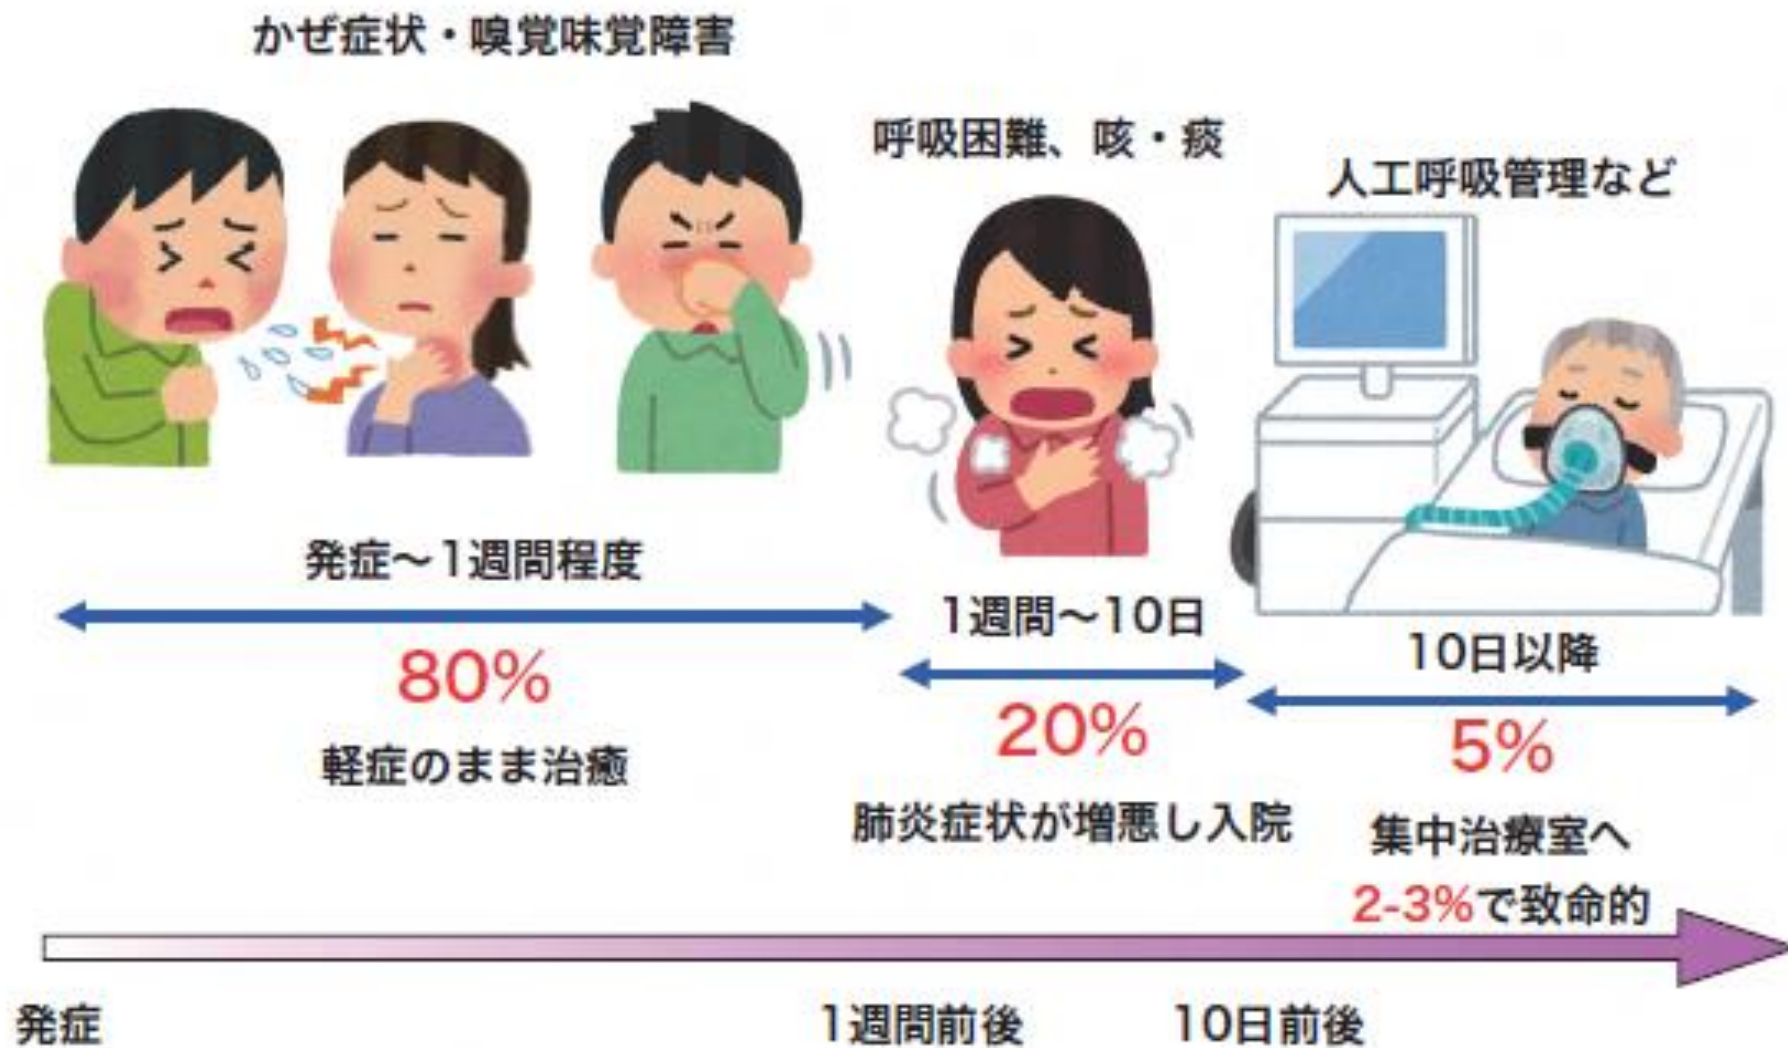 かぜ症状・嗅覚味覚障害
呼吸困難、咳・痰
人工呼吸管理など
発症～1週間程度
80%
軽症のまま治癒
1週間～10日
20%
肺炎症状が増悪し入院
10日以降
5%
集中治療室へ
2-3%で致命的
発症
1週間前後
10日前後